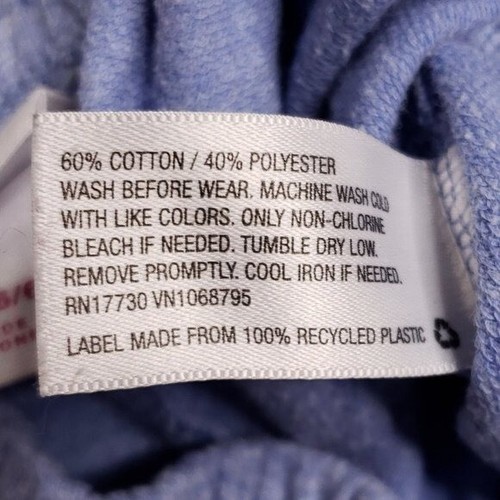 60% COTTON / 40% POLYESTER
WASH BEFORE WEAR. MACHINE WASH COLD
WITH LIKE COLORS. ONLY NON-CHLORINE
BLEACH IF NEEDED. TUMBLE DRY LOW.
REMOVE PROMPTLY. COOL IRON IF NEEDED.
RN17730 VN1068795
LABEL MADE FROM 100% RECYCLED PLASTIC